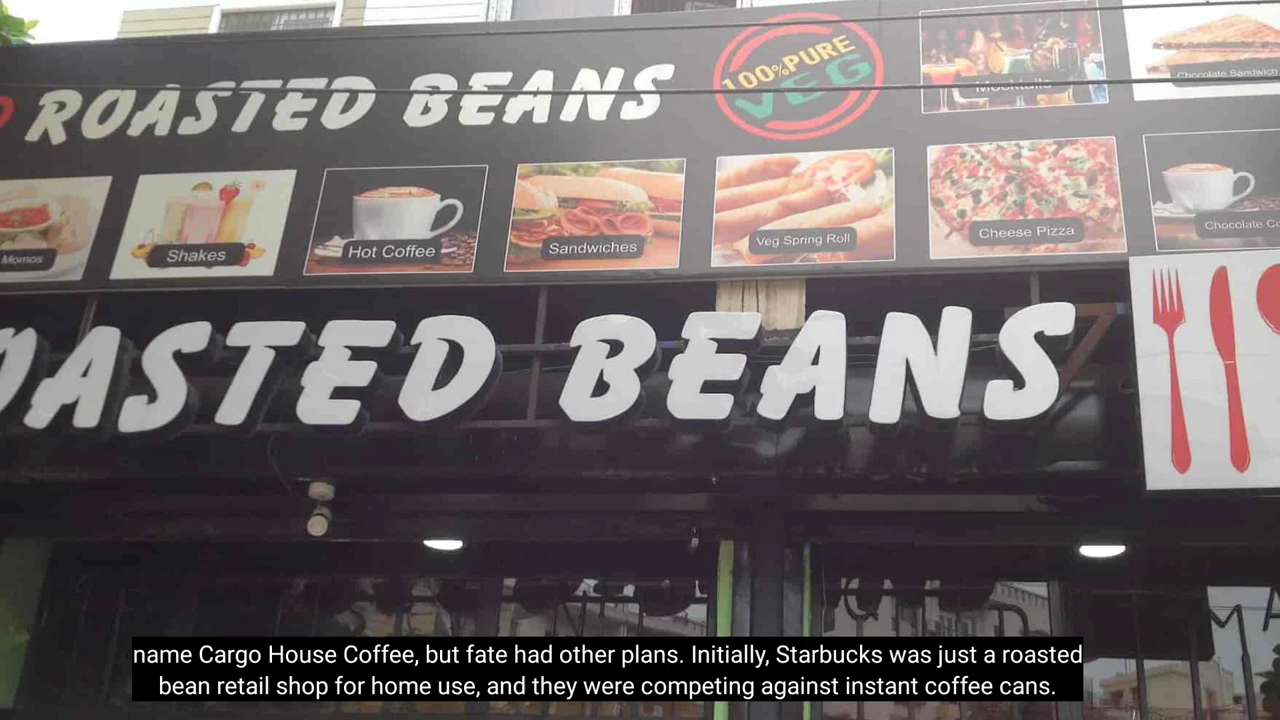 ROASTED BEANS
100% PURE
VEG
Mocktails
Chocolate Sandwich
Momos
Shakes
Hot Coffee
Sandwiches
Veg Spring Roll
Cheese Pizza
Chocolate Co
OASTED BEANS
name Cargo House Coffee, but fate had other plans. Initially, Starbucks was just a roasted
bean retail shop for home use, and they were competing against instant coffee cans.